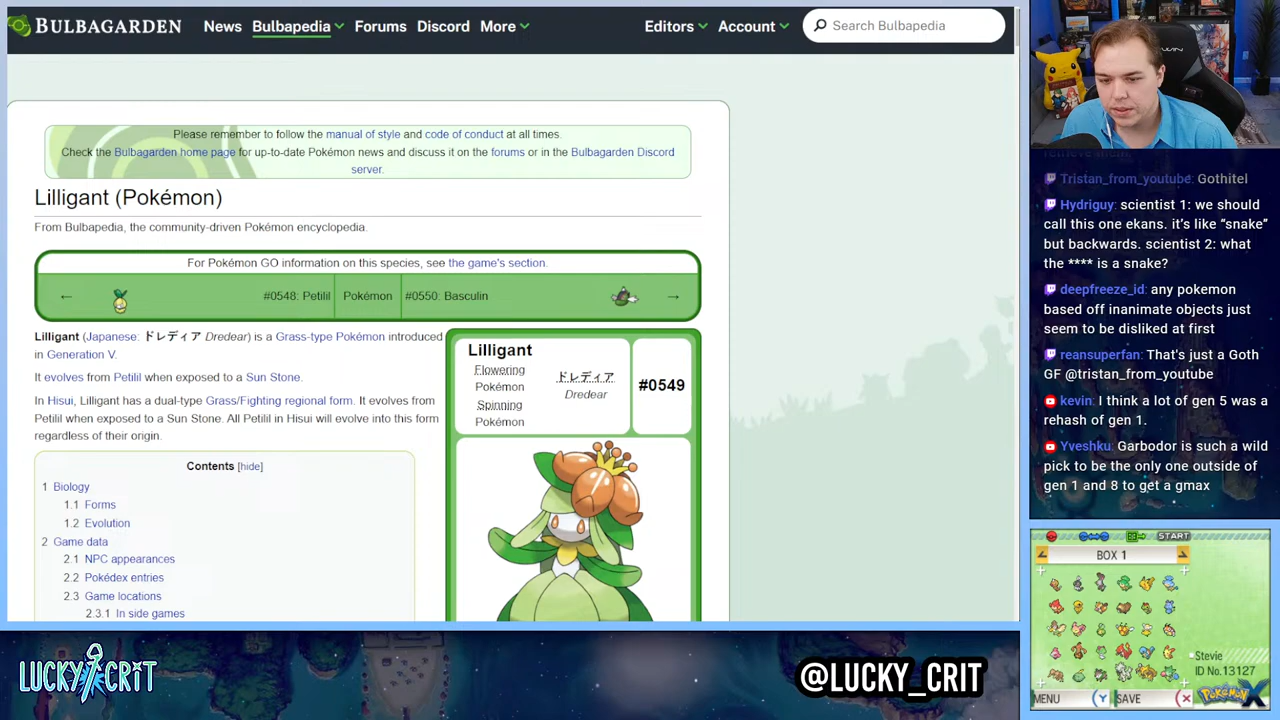 BULBAGARDEN
News Bulbapedia Forums Discord More Editors Account Search Bulbapedia
Please remember to follow the manual of style and code of conduct at all times.
Check the Bulbagarden home page for up-to-date Pokémon news and discuss it on the forums or in the Bulbagarden Discord
server.
Lilligant (Pokémon)
From Bulbapedia, the community-driven Pokémon encyclopedia.
For Pokémon GO information on this species, see the game's section.
← #0548: Petilil Pokémon #0550: Basculin →
Lilligant (Japanese: ドレディア Dredear) is a Grass-type Pokémon introduced
in Generation V.
It evolves from Petilil when exposed to a Sun Stone.
In Hisui, Lilligant has a dual-type Grass/Fighting regional form. It evolves from
Petilil when exposed to a Sun Stone. All Petilil in Hisui will evolve into this form
regardless of their origin.
Contents [hide]
1 Biology
1.1 Forms
1.2 Evolution
2 Game data
2.1 NPC appearances
2.2 Pokédex entries
2.3 Game locations
2.3.1 In side games
Lilligant
Flowering
Pokémon
Spinning
Pokémon
ドレディア
Dredear
#0549
remove them.
Tristan_from_youtube: Gothitel
Hydriguy: scientist 1: we should
call this one ekans. it's like "snake"
but backwards. scientist 2: what
the **** is a snake?
deepfreeze_id: any pokemon
based off inanimate objects just
seem to be disliked at first
reansuperfan: That's just a Goth
GF @tristan_from_youtube
kevin: I think a lot of gen 5 was a
rehash of gen 1.
Yveshku: Garbodor is such a wild
pick to be the only one outside of
gen 1 and 8 to get a gmax
START
BOX 1
Stevie
ID No.13127
MENU Y SAVE X
Pokémon X
LUCKY CRIT
@LUCKY_CRIT